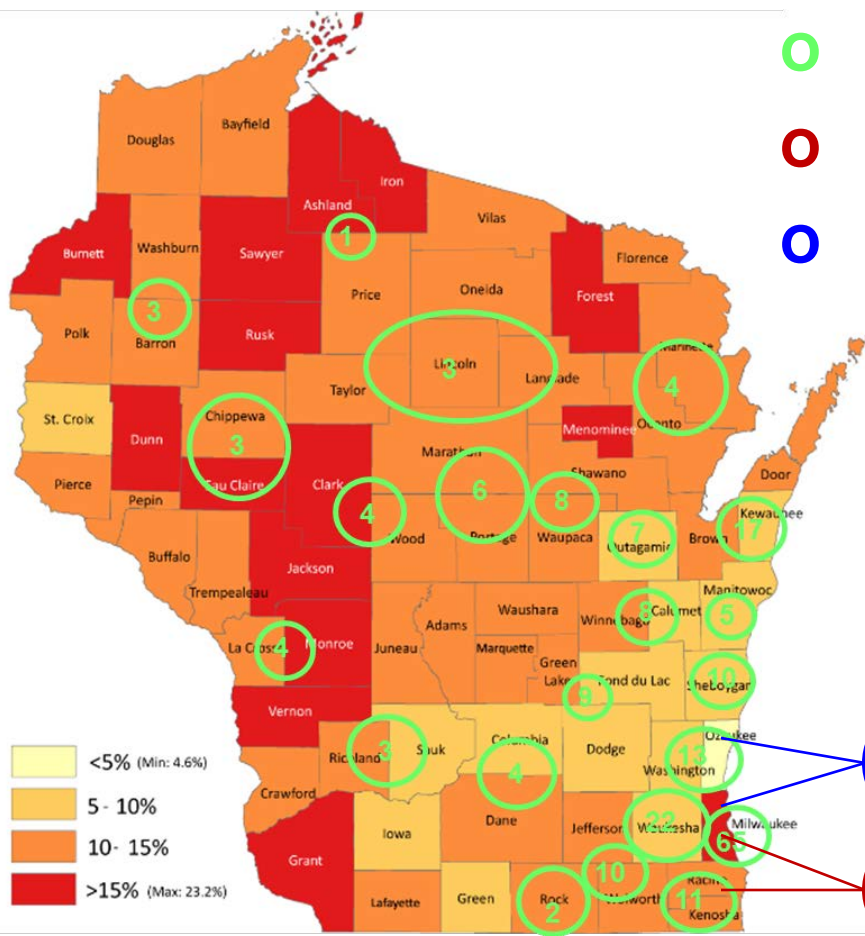 O
O
O
Douglas
Bayfield
Iron
Ashland
Vilas
1
Burnett
Washburn
Sawyer
Florence
Price
Oneida
Forest
3
Polk
Barron
Rusk
Marinette
Lincoln
3
Langlade
Taylor
4
St. Croix
Chippewa
Oconto
Dunn
3
Menominee
Marathon
Pierce
Eau Claire
Clark
6
Shawano
Door
Pepin
4
8
Kewaunee
17
Wood
Portage
Waupaca
7
Outagamie
Brown
Buffalo
Jackson
Trempealeau
Manitowoc
Waushara
Winnebago
8
Calumet
5
Adams
La Crosse
4
Monroe
Juneau
Marquette
Green
Lake
Fond du Lac
10
Sheboygan
9
Vernon
Ozaukee
Richland
3
Sauk
Columbia
Dodge
13
Washington
4
<5% (Min: 4.6%)
5 - 10%
Crawford
Dane
Jefferson
22
Waukesha
Milwaukee
65
Iowa
10- 15%
Grant
>15% (Max: 23.2%)
10
Racine
Lafayette
Green
Rock
2
Walworth
11
Kenosha